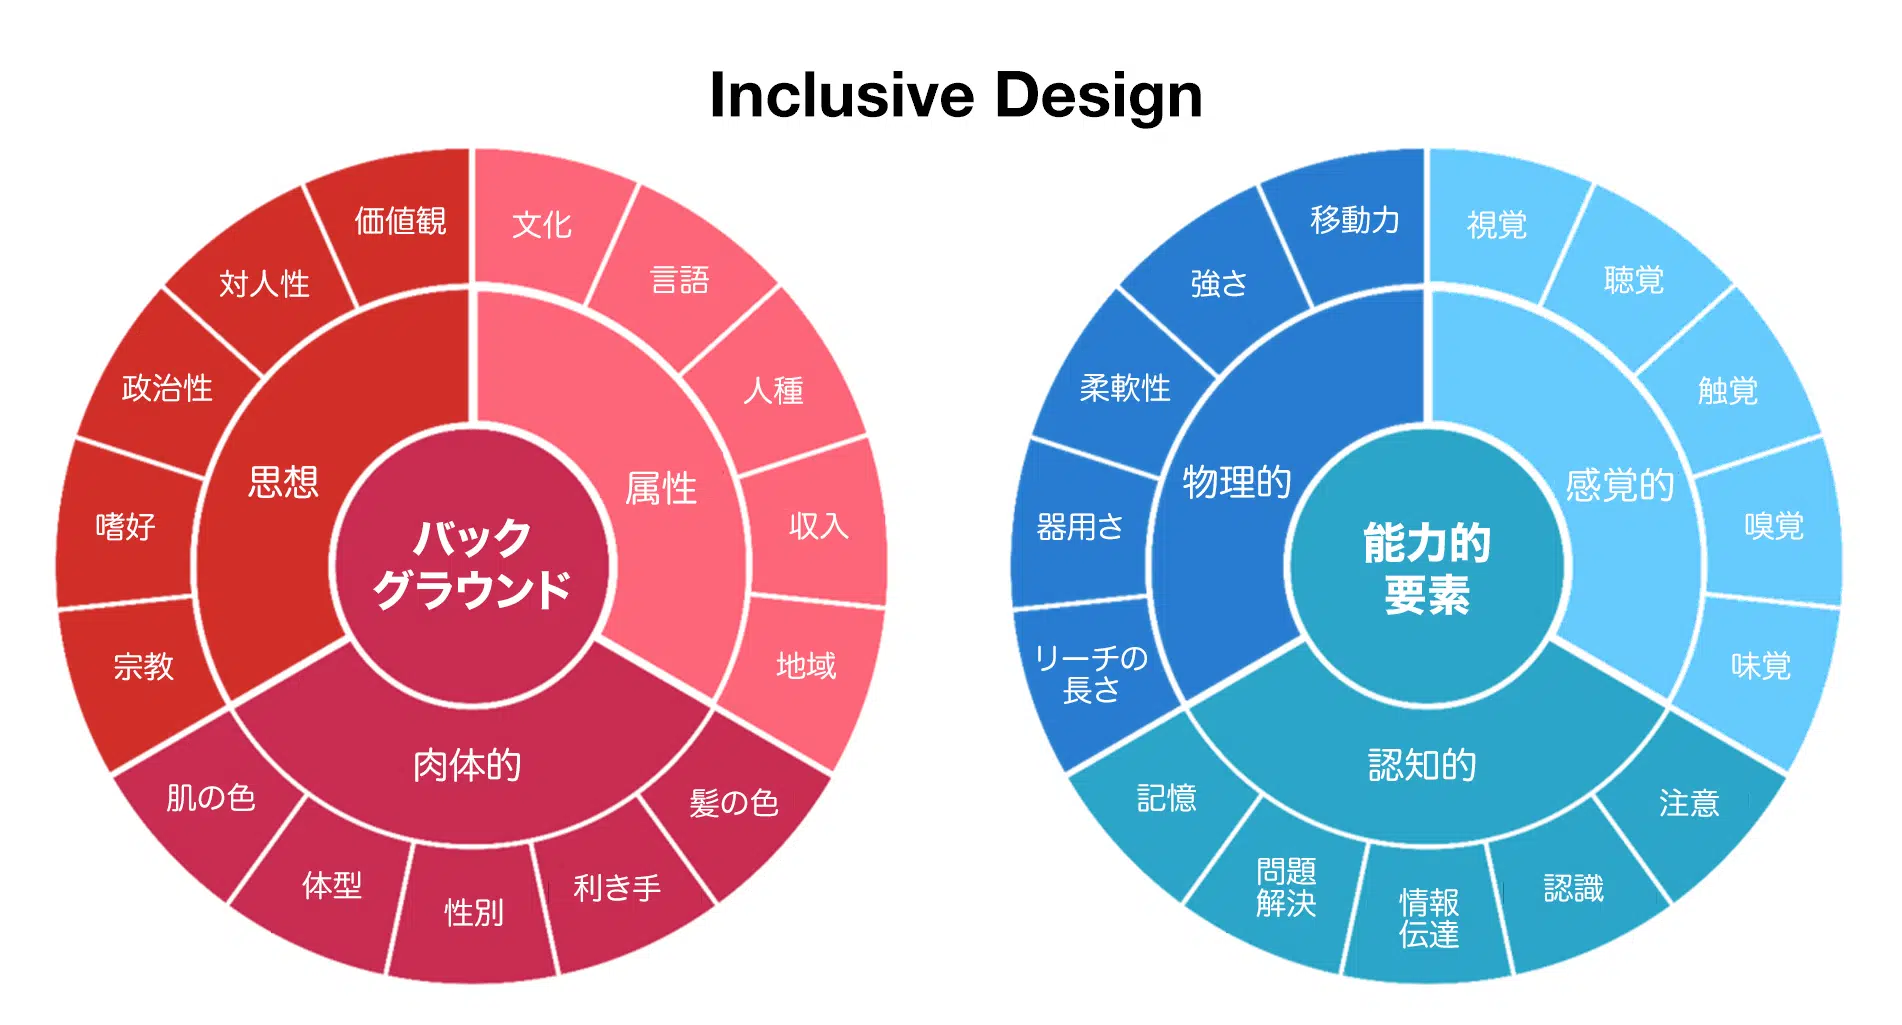 Inclusive Design
バック
グラウンド
思想
価値観
対人性
政治性
嗜好
宗教
属性
文化
言語
人種
収入
地域
肉体的
肌の色
体型
性別
利き手
髪の色
能力的
要素
物理的
移動力
強さ
柔軟性
器用さ
リーチの
長さ
感覚的
視覚
聴覚
触覚
嗅覚
味覚
認知的
記憶
問題
解決
情報
伝達
認識
注意